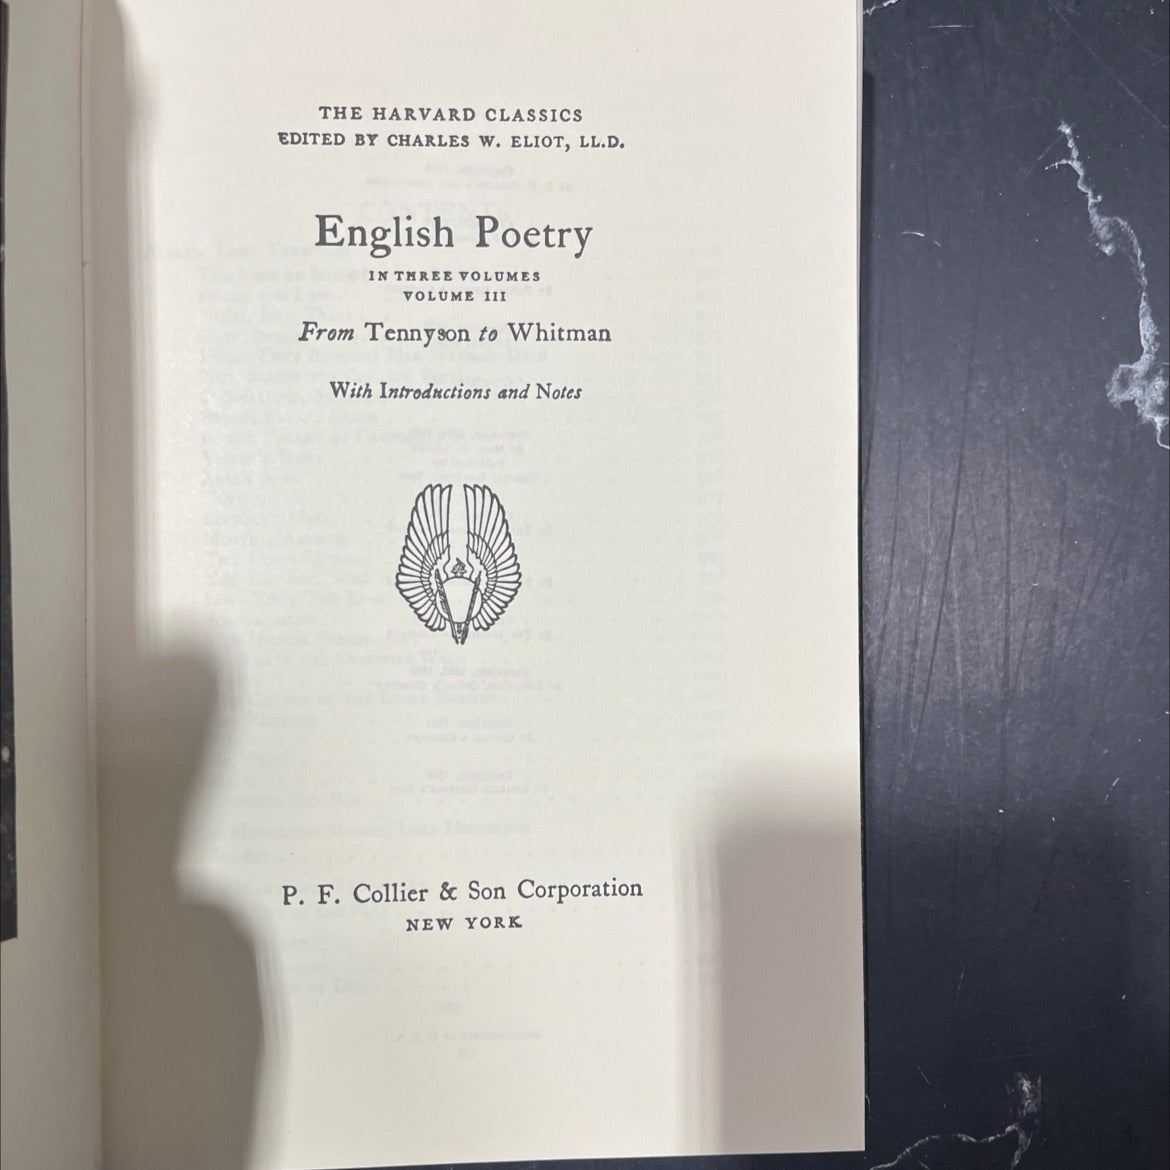 THE HARVARD CLASSICS
EDITED BY CHARLES W. ELIOT, LL.D.
English Poetry
IN THREE VOLUMES
VOLUME III
From Tennyson to Whitman
With Introductions and Notes
P. F. Collier & Son Corporation
NEW YORK